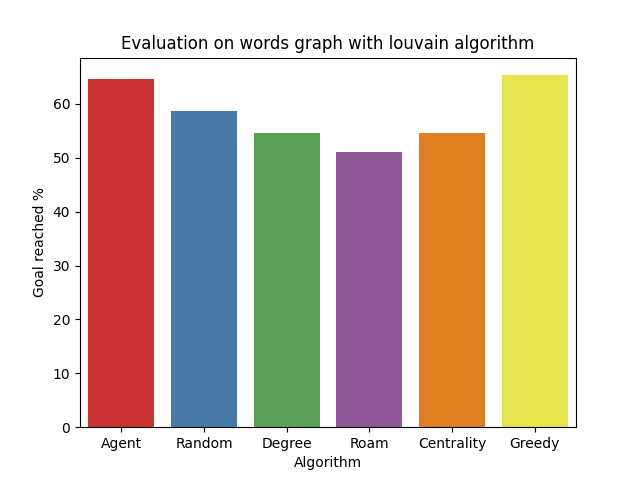 Evaluation on words graph with louvain algorithm
Goal reached %
60
50
40
30
20
10
0
Agent Random Degree Roam Centrality Greedy
Algorithm